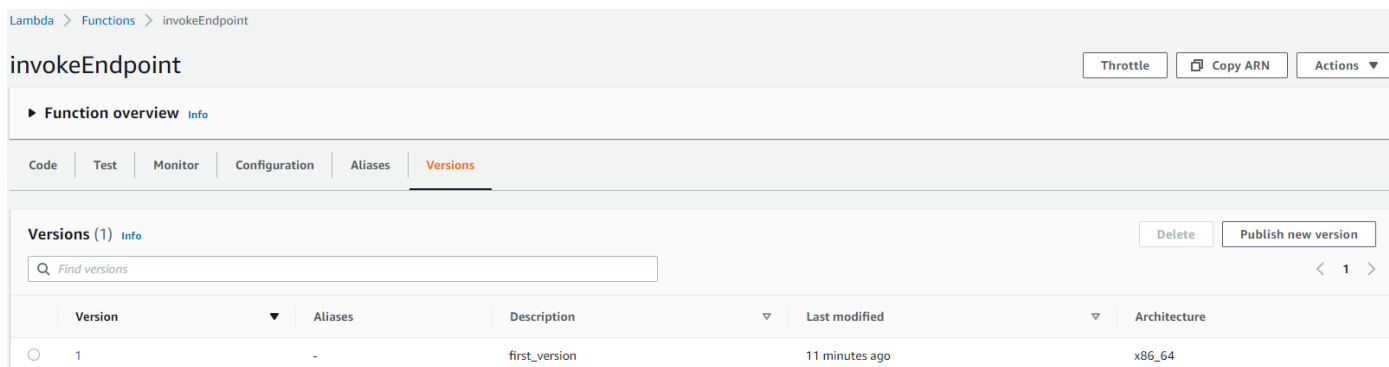 Lambda > Functions > invokeEndpoint
invokeEndpoint
Throttle Copy ARN Actions
Function overview Info
Code Test Monitor Configuration Aliases Versions
Versions (1) Info
Delete Publish new version
Find versions
< 1 >
Version Aliases Description Last modified Architecture
1 - first_version 11 minutes ago x86_64